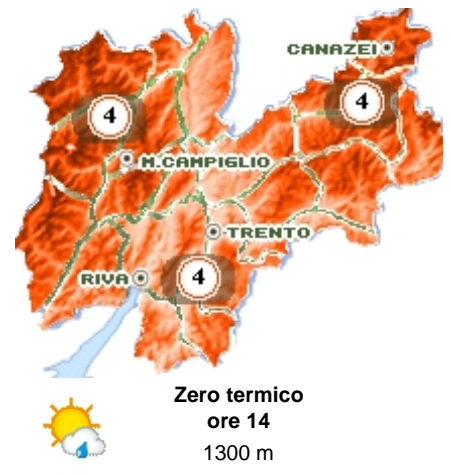 CANAZEI
4
4
M.CAMPIGLIO
TRENTO
RIVA
4
Zero termico
ore 14
1300 m